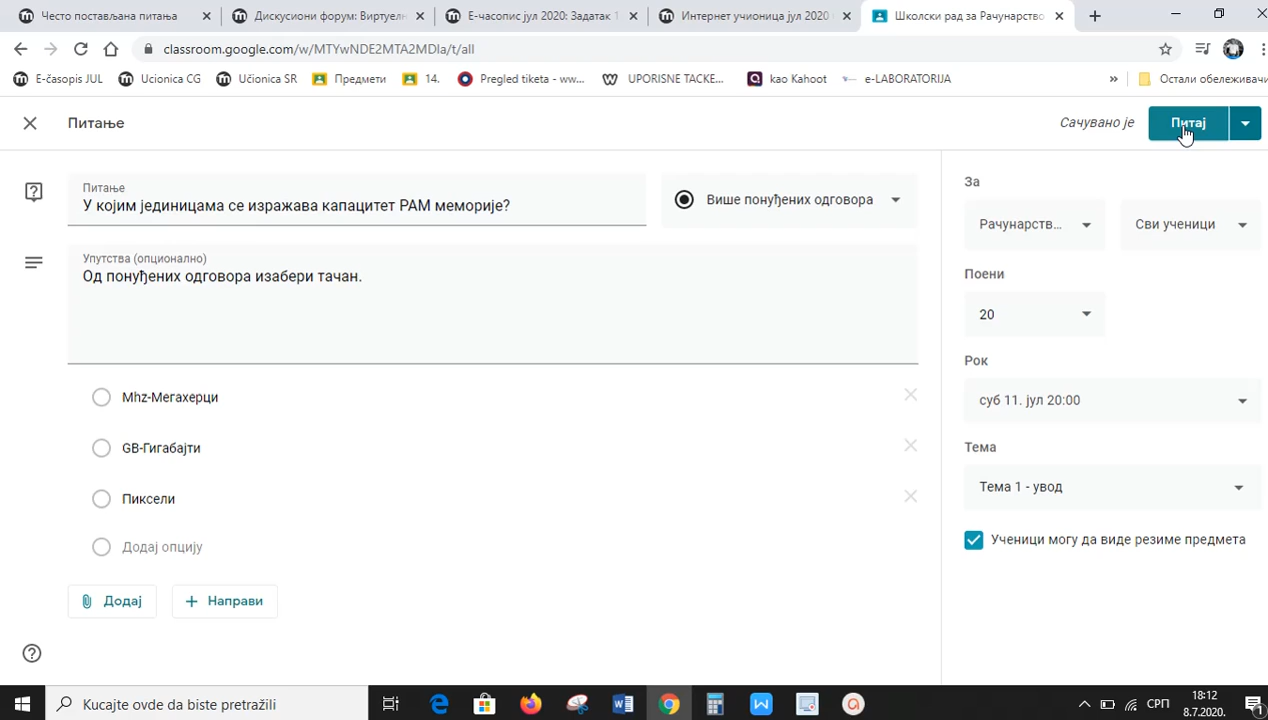 Често постављана питања
Дискусиони форум: Виртуелн
Е-часопис јул 2020: Задатак 1
Интернет учионица јул 2020
Школски рад за Рачунарство
classroom.google.com/w/MTYwNDE2MTA2MDIa/t/all
E-časopis JUL
Ucionica CG
Učionica SR
Предмети
14.
Pregled tiketa - ww...
UPORISNE TACKE...
kao Kahoot
e-LABORATORIJA
»
Остали обележивачи
Питање
Сачувано је
Питај
Питање
У којим јединицама се изражава капацитет РАМ меморије?
Више понуђених одговора
Упутства (опционално)
Од понуђених одговора изабери тачан.
Mhz-Мегахерци
GB-Гигабајти
Пиксели
Додај опцију
Додај
Направи
За
Рачунарств...
Сви ученици
Поени
20
Рок
суб 11. јул 20:00
Тема
Тема 1 - увод
Ученици могу да виде резиме предмета
Kucajte ovde da biste pretražili
СРП
18:12
8.7.2020.
1